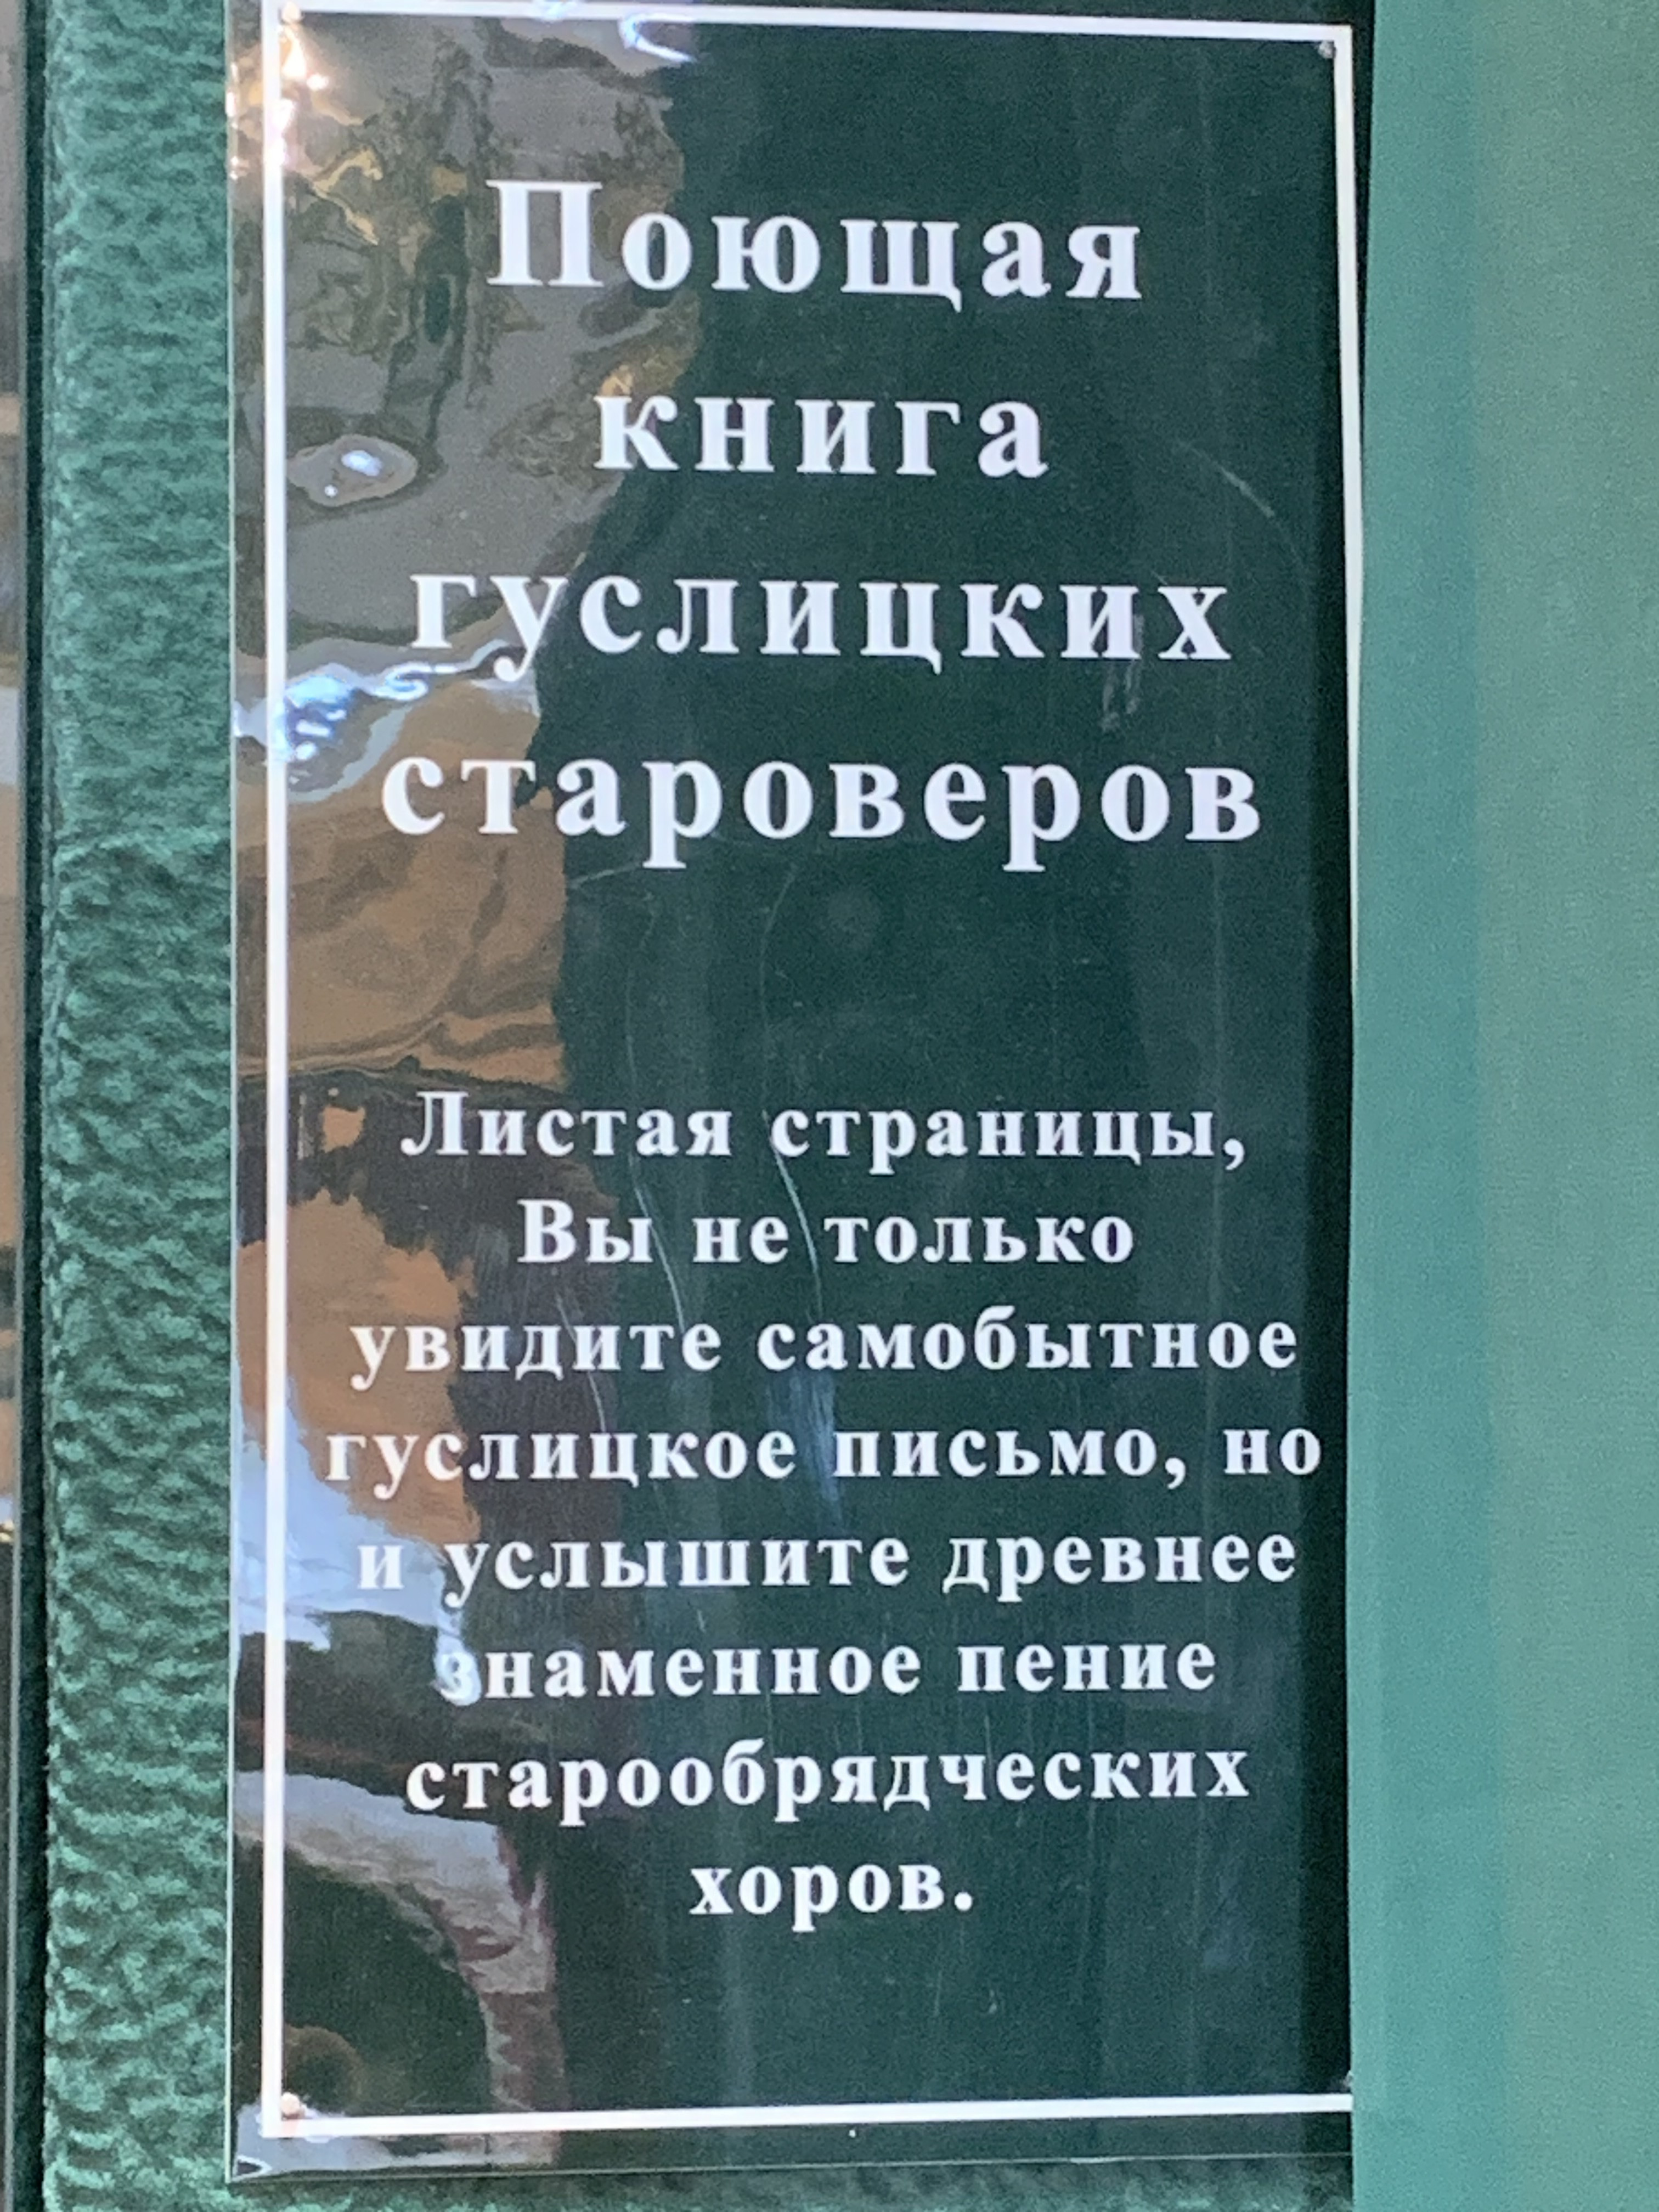 Поющая
книга
гуслицких
староверов
Листая страницы,
Вы не только
увидите самобытное
гуслицкое письмо, но
и услышите древнее
знаменное пение
старообрядческих
хоров.